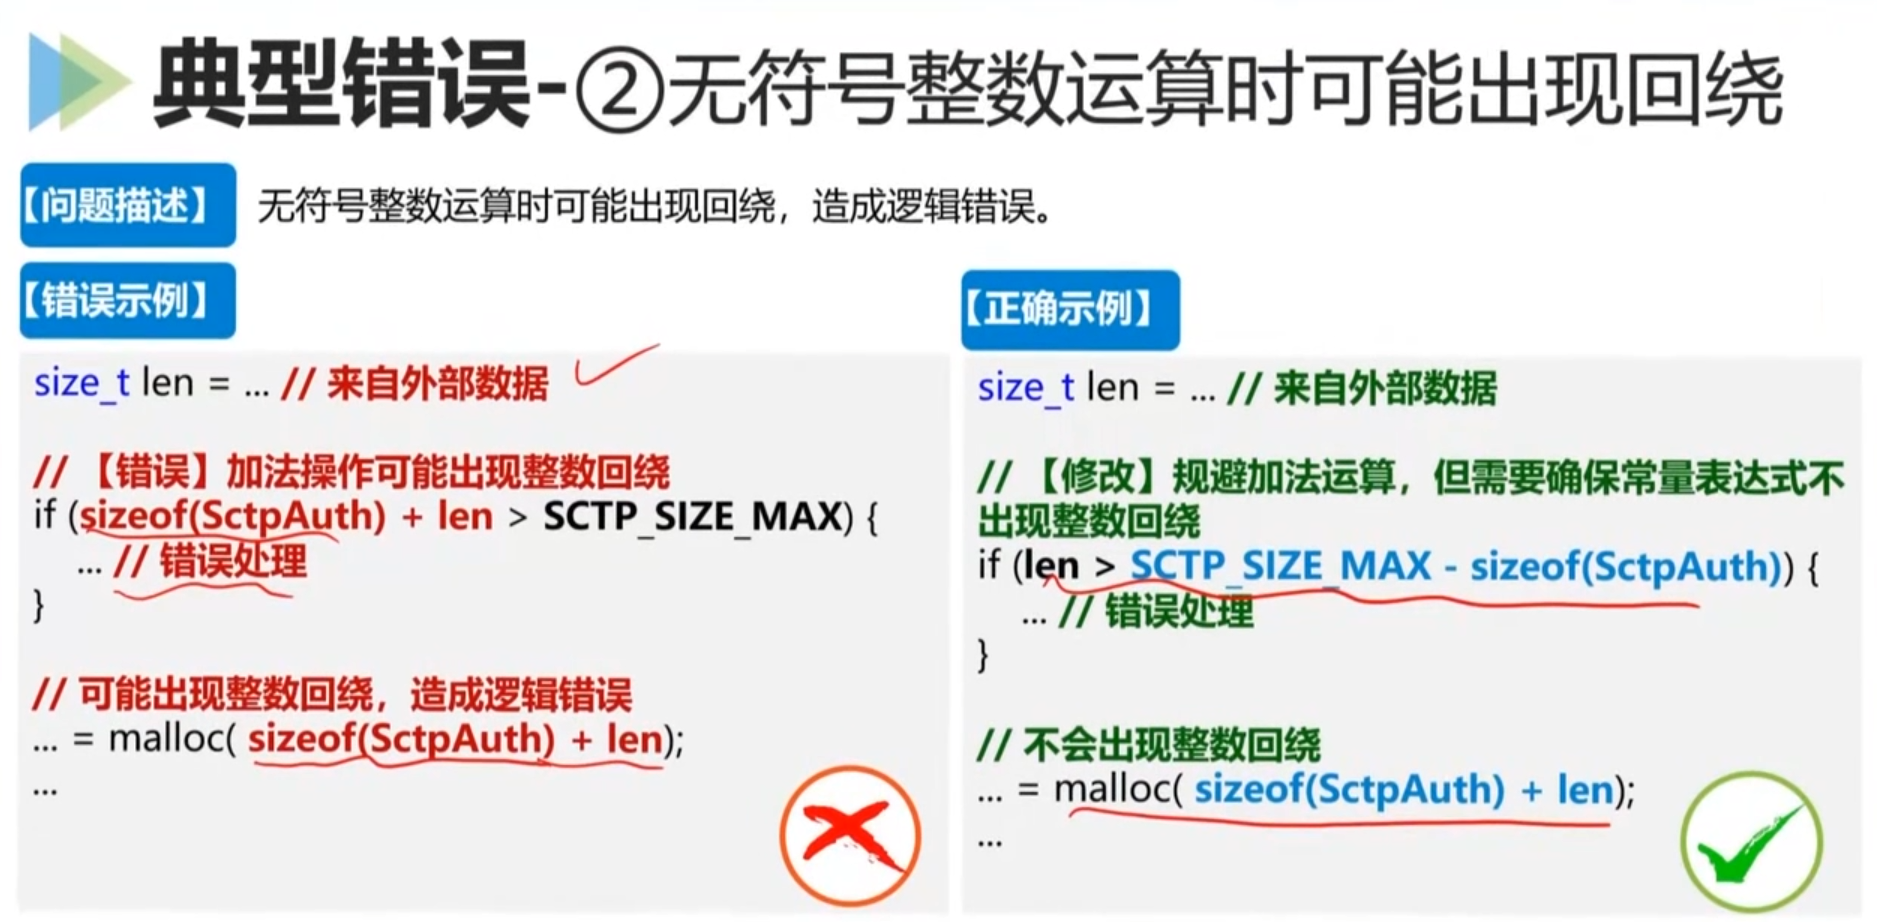 典型错误-②无符号整数运算时可能出现回绕
【问题描述】 无符号整数运算时可能出现回绕，造成逻辑错误。
【错误示例】
size_t len = ... // 来自外部数据
// 【错误】加法操作可能出现整数回绕
if (sizeof(SctpAuth) + len > SCTP_SIZE_MAX) {
... // 错误处理
}
// 可能出现整数回绕，造成逻辑错误
... = malloc( sizeof(SctpAuth) + len);
...
【正确示例】
size_t len = ... // 来自外部数据
// 【修改】规避加法运算，但需要确保常量表达式不
出现整数回绕
if (len > SCTP_SIZE_MAX - sizeof(SctpAuth)) {
... // 错误处理
}
// 不会出现整数回绕
... = malloc( sizeof(SctpAuth) + len);
...